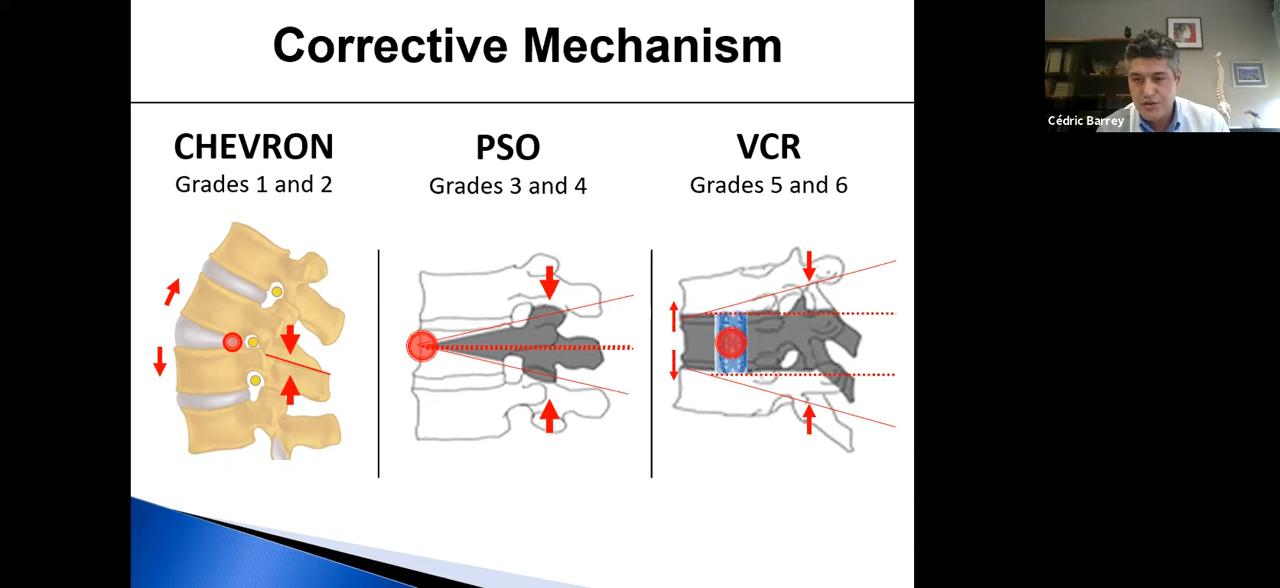 Corrective Mechanism
CHEVRON
Grades 1 and 2
PSO
Grades 3 and 4
VCR
Grades 5 and 6
Cédric Barrey